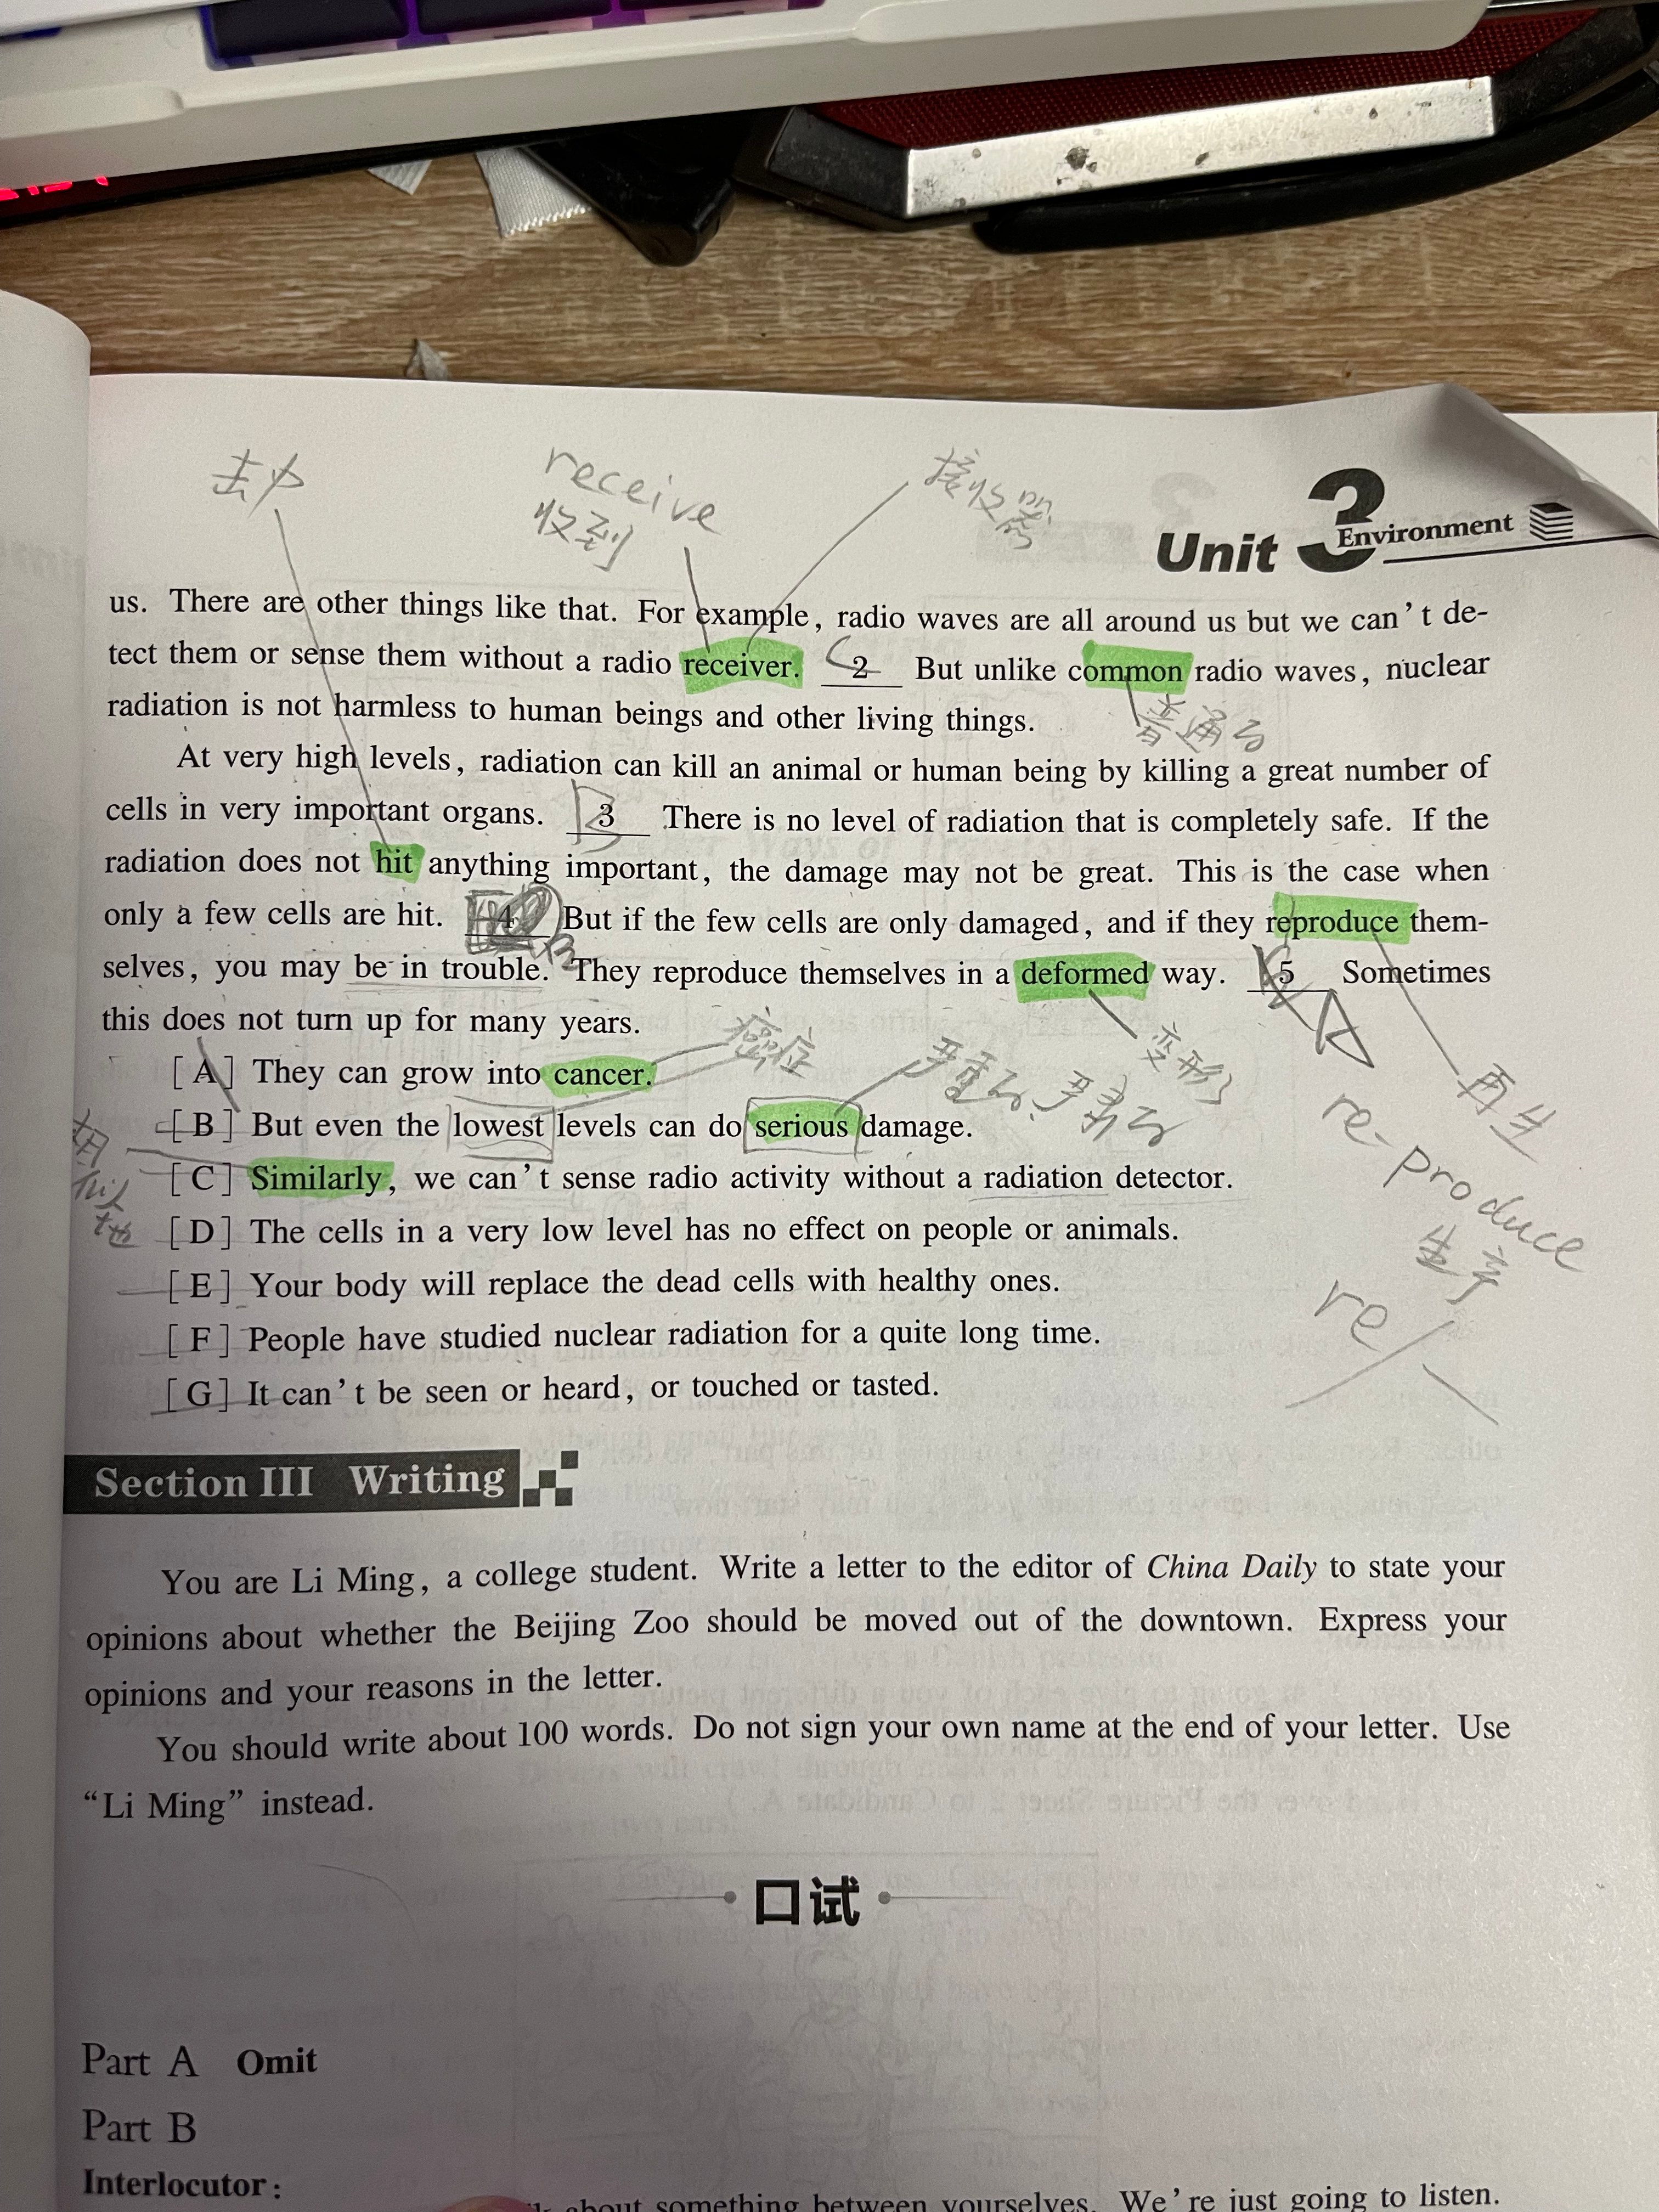 击中
receive
收到
接收器
Unit 3 Environment
us. There are other things like that. For example, radio waves are all around us but we can't de-
tect them or sense them without a radio receiver. C 2 But unlike common radio waves, nuclear
radiation is not harmless to human beings and other living things.
普通的
At very high levels, radiation can kill an animal or human being by killing a great number of
cells in very important organs. B 3 There is no level of radiation that is completely safe. If the
radiation does not hit anything important, the damage may not be great. This is the case when
only a few cells are hit. 4 But if the few cells are only damaged, and if they reproduce them-
selves, you may be in trouble. They reproduce themselves in a deformed way. 5 Sometimes
A
this does not turn up for many years.
癌症
变形
[A] They can grow into cancer.
严重的、严肃的
再生
[B] But even the lowest levels can do serious damage.
re-produce
生产
[C] Similarly, we can't sense radio activity without a radiation detector.
[D] The cells in a very low level has no effect on people or animals.
[E] Your body will replace the dead cells with healthy ones.
re
[F] People have studied nuclear radiation for a quite long time.
[G] It can't be seen or heard, or touched or tasted.
Section III Writing
You are Li Ming, a college student. Write a letter to the editor of China Daily to state your
opinions about whether the Beijing Zoo should be moved out of the downtown. Express your
opinions and your reasons in the letter.
You should write about 100 words. Do not sign your own name at the end of your letter. Use
“Li Ming” instead.
口试
Part A Omit
Part B
Interlocutor:
about something between yourselves. We're just going to listen.